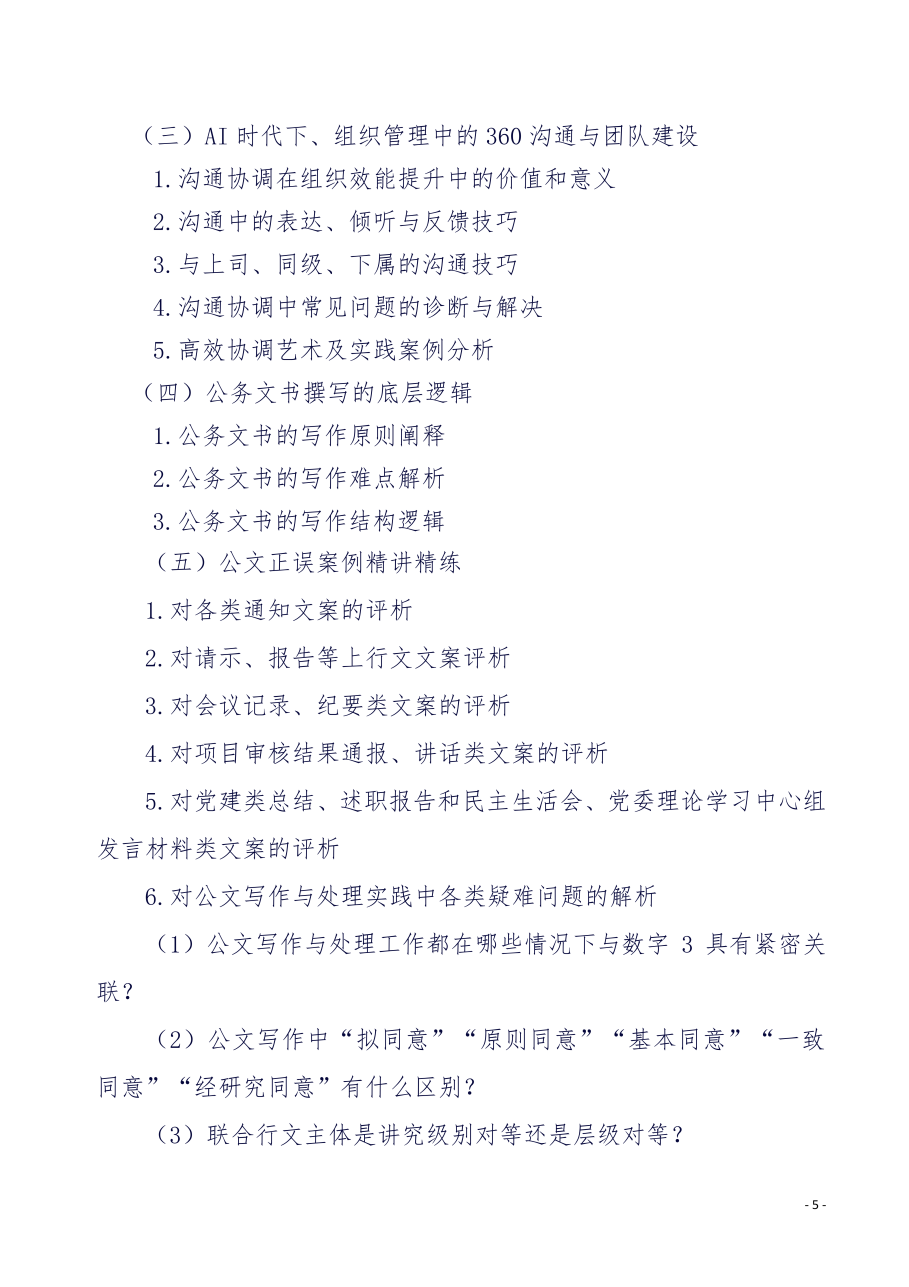 （三）AI 时代下、组织管理中的 360 沟通与团队建设
1.沟通协调在组织效能提升中的价值和意义
2.沟通中的表达、倾听与反馈技巧
3.与上司、同级、下属的沟通技巧
4.沟通协调中常见问题的诊断与解决
5.高效协调艺术及实践案例分析
（四）公务文书撰写的底层逻辑
1.公务文书的写作原则阐释
2.公务文书的写作难点解析
3.公务文书的写作结构逻辑
（五）公文正误案例精讲精练
1.对各类通知文案的评析
2.对请示、报告等上行文文案评析
3.对会议记录、纪要类文案的评析
4.对项目审核结果通报、讲话类文案的评析
5.对党建类总结、述职报告和民主生活会、党委理论学习中心组
发言材料类文案的评析
6.对公文写作与处理实践中各类疑难问题的解析
（1）公文写作与处理工作都在哪些情况下与数字 3 具有紧密关
联？
（2）公文写作中“拟同意”“原则同意”“基本同意”“一致
同意”“经研究同意”有什么区别？
（3）联合行文主体是讲究级别对等还是层级对等？
- 5 -